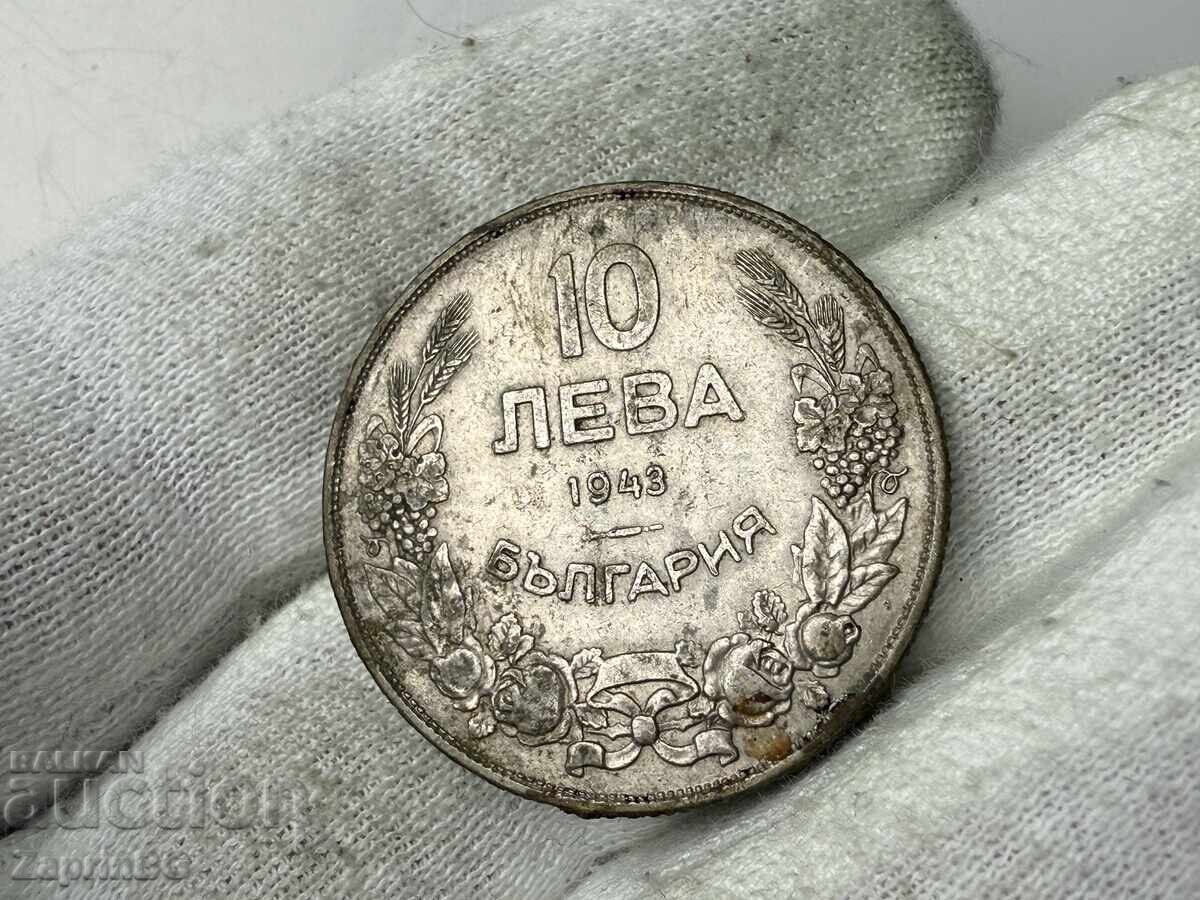 10
ЛЕВА
1943
БЪЛГАРИЯ
BALKAN
auction
ZaprinBG